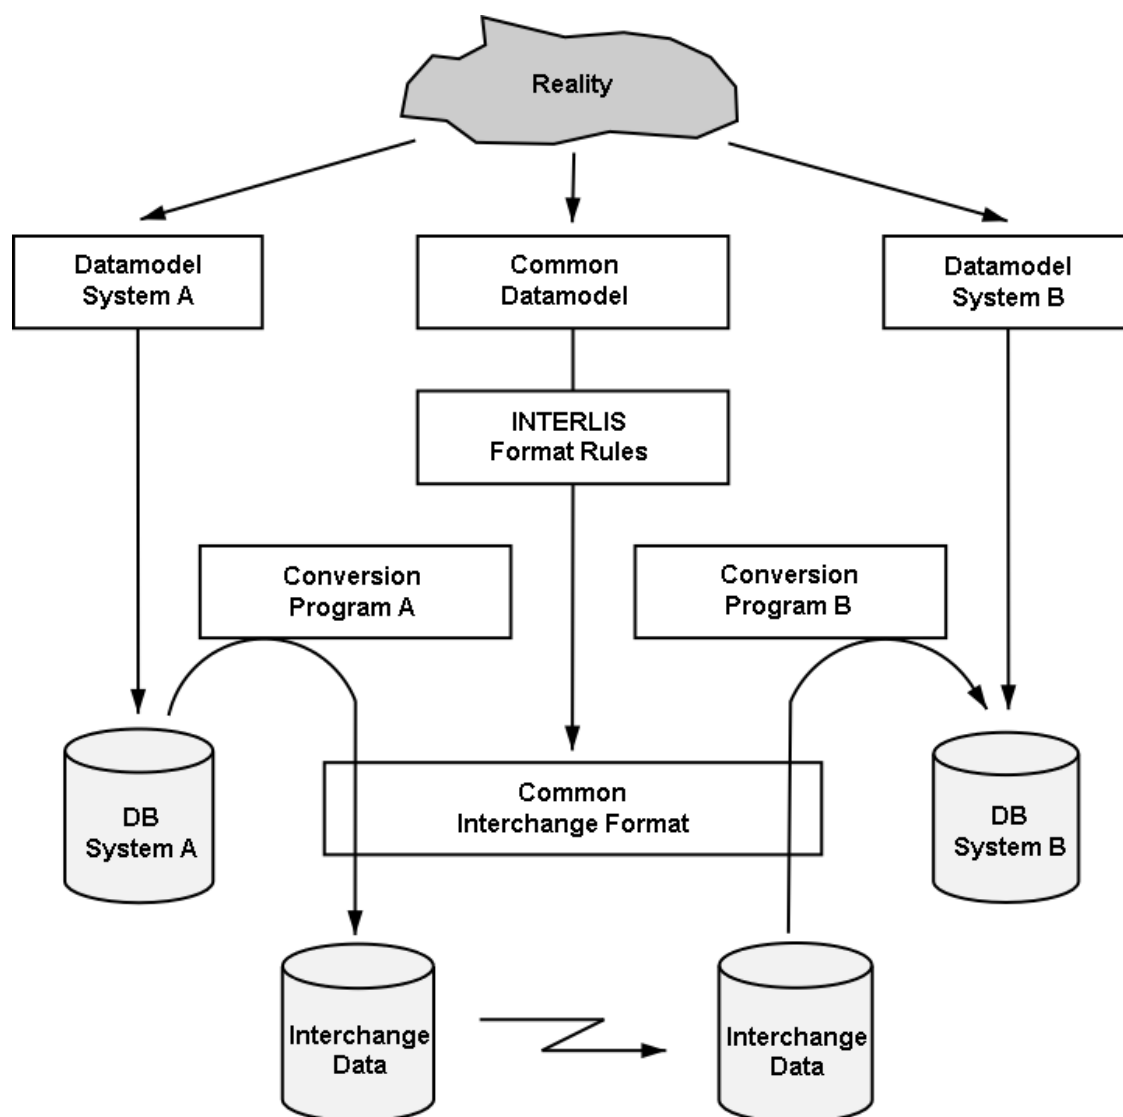 Reality
Datamodel
System A
Common
Datamodel
Datamodel
System B
INTERLIS
Format Rules
Conversion
Program A
Conversion
Program B
DB
System A
Common
Interchange Format
DB
System B
Interchange
Data
Interchange
Data